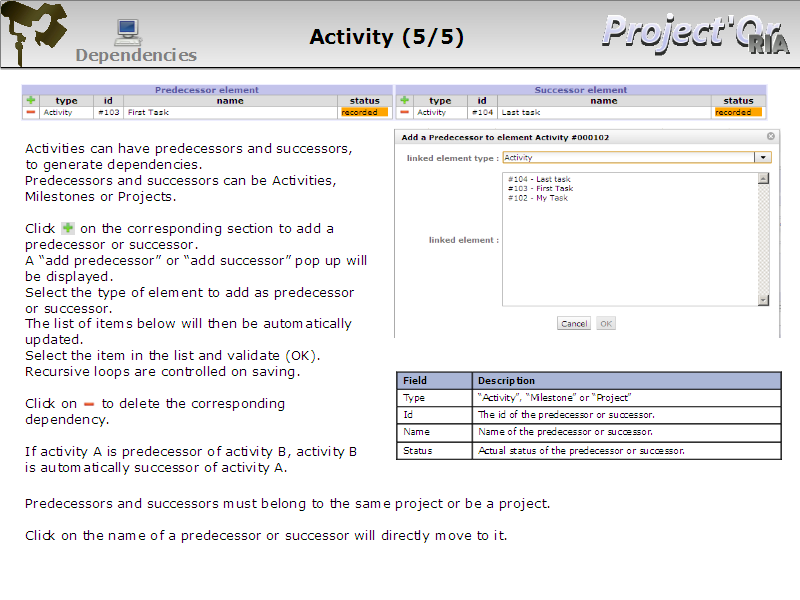 Activity (5/5)
Project'Or
RIA
Dependencies
Predecessor element
type id name status
Activity #103 First Task recorded
Successor element
type id name status
Activity #104 Last task recorded
Activities can have predecessors and successors,
to generate dependencies.
Predecessors and successors can be Activities,
Milestones or Projects.
Click on the corresponding section to add a
predecessor or successor.
A “add predecessor” or “add successor” pop up will
be displayed.
Select the type of element to add as predecessor
or successor.
The list of items below will then be automatically
updated.
Select the item in the list and validate (OK).
Recursive loops are controlled on saving.
Click on to delete the corresponding
dependency.
If activity A is predecessor of activity B, activity B
is automatically successor of activity A.
Add a Predecessor to element Activity #000102
linked element type : Activity
#104 - Last task
#103 - First Task
#102 - My Task
linked element :
Cancel OK
Field Description
Type “Activity”, “Milestone” or “Project”
Id The id of the predecessor or successor.
Name Name of the predecessor or successor.
Status Actual status of the predecessor or successor.
Predecessors and successors must belong to the same project or be a project.
Click on the name of a predecessor or successor will directly move to it.